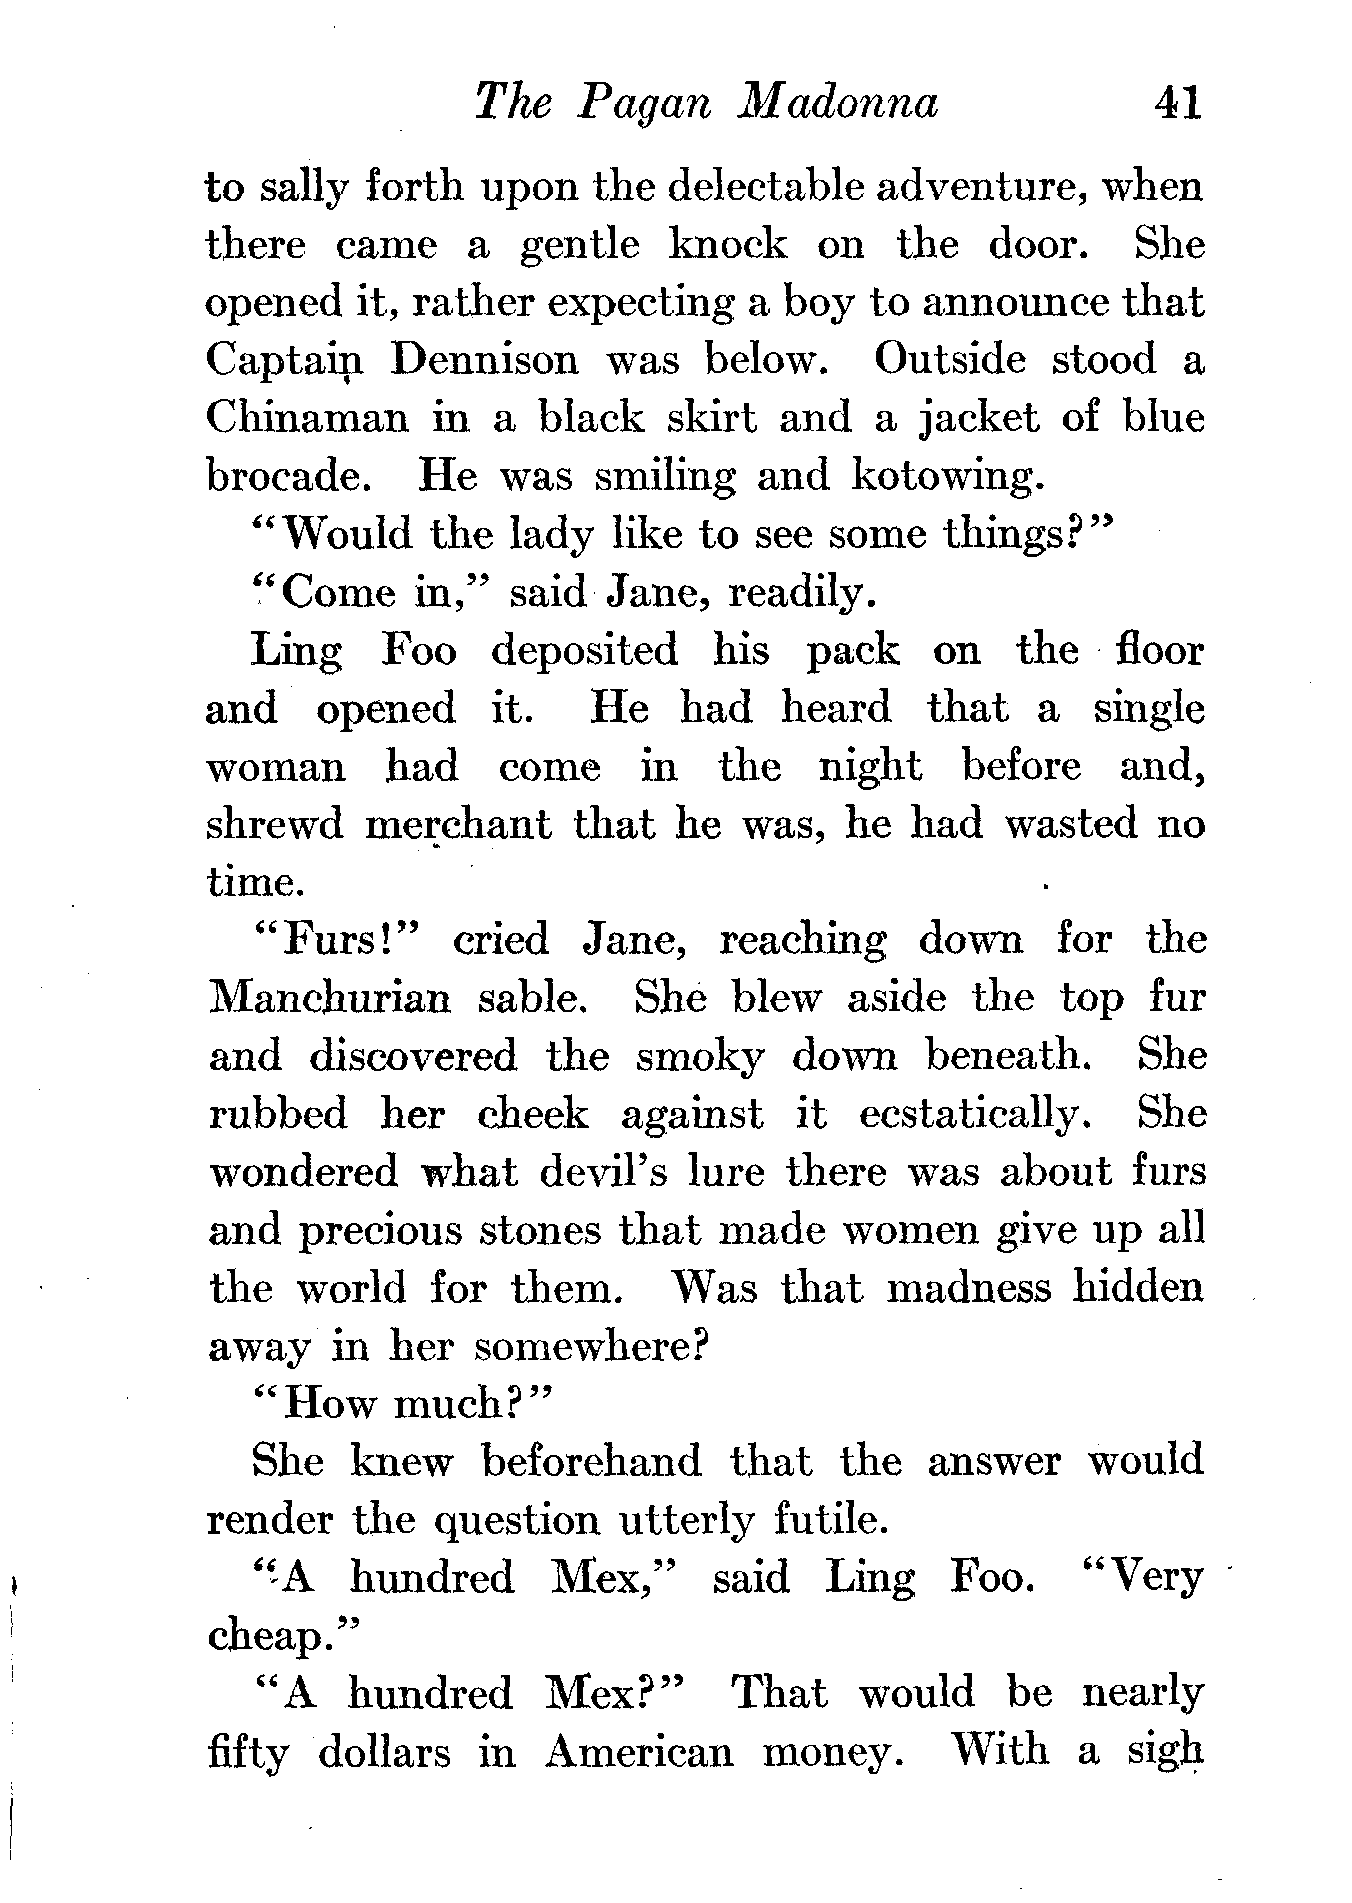 The Pagan Madonna 41
to sally forth upon the delectable adventure, when
there came a gentle knock on the door. She
opened it, rather expecting a boy to announce that
Captain Dennison was below. Outside stood a
Chinaman in a black skirt and a jacket of blue
brocade. He was smiling and kotowing.
“Would the lady like to see some things?”
“Come in,” said Jane, readily.
Ling Foo deposited his pack on the floor
and opened it. He had heard that a single
woman had come in the night before and,
shrewd merchant that he was, he had wasted no
time.
“Furs!” cried Jane, reaching down for the
Manchurian sable. She blew aside the top fur
and discovered the smoky down beneath. She
rubbed her cheek against it ecstatically. She
wondered what devil’s lure there was about furs
and precious stones that made women give up all
the world for them. Was that madness hidden
away in her somewhere?
“How much?”
She knew beforehand that the answer would
render the question utterly futile.
“A hundred Mex,” said Ling Foo. “Very
cheap.”
“A hundred Mex?” That would be nearly
fifty dollars in American money. With a sigh